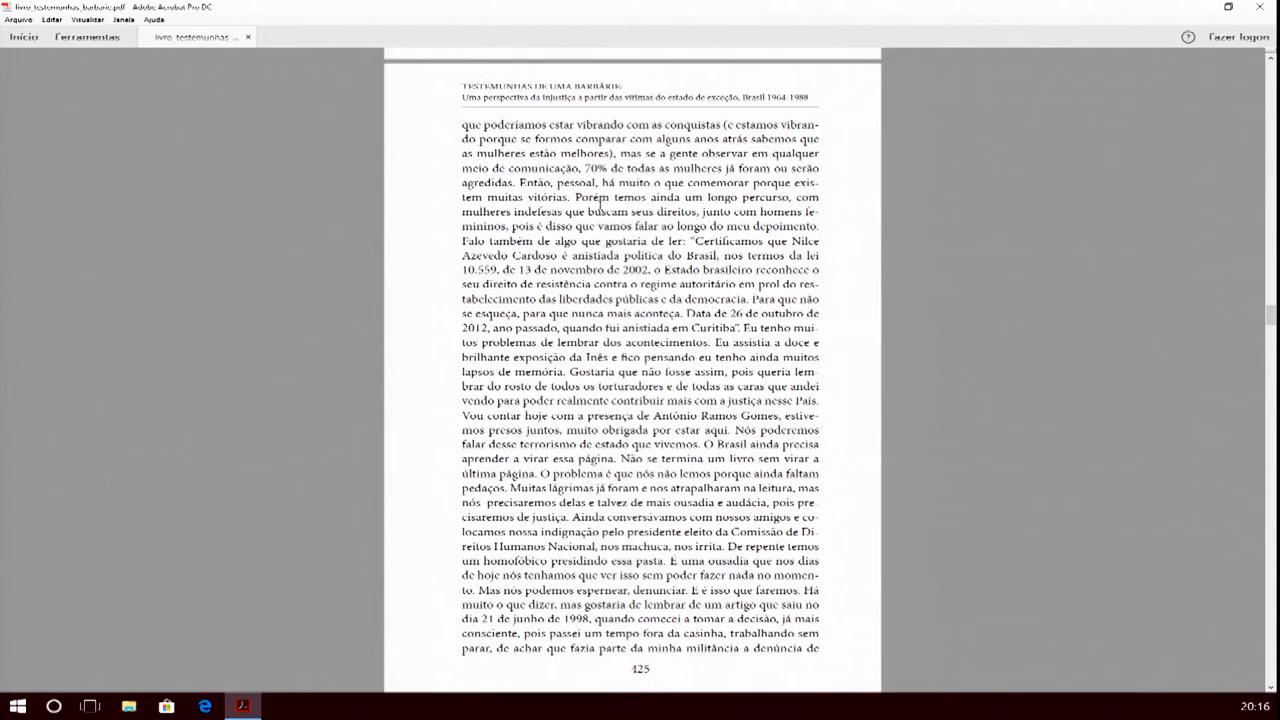 livro_testemunhas_barbarie.pdf - Adobe Acrobat Pro DC
Arquivo Editar Visualizar Janela Ajuda
Início Ferramentas livro_testemunhas ... × ? Fazer logon
TESTEMUNHAS DE UMA BARBÁRIE:
Uma perspectiva da injustiça a partir das vítimas do estado de exceção, Brasil 1964-1988
que poderíamos estar vibrando com as conquistas (e estamos vibran-
do porque se formos comparar com alguns anos atrás sabemos que
as mulheres estão melhores), mas se a gente observar em qualquer
meio de comunicação, 70% de todas as mulheres já foram ou serão
agredidas. Então, pessoal, há muito o que comemorar porque exis-
tem muitas vitórias. Porém temos ainda um longo percurso, com
mulheres indefesas que buscam seus direitos, junto com homens fe-
mininos, pois é disso que vamos falar ao longo do meu depoimento.
Falo também de algo que gostaria de ler: "Certificamos que Nilce
Azevedo Cardoso é anistiada política do Brasil, nos termos da lei
10.559, de 13 de novembro de 2002, o Estado brasileiro reconhece o
seu direito de resistência contra o regime autoritário em prol do res-
tabelecimento das liberdades públicas e da democracia. Para que não
se esqueça, para que nunca mais aconteça. Data de 26 de outubro de
2012, ano passado, quando fui anistiada em Curitiba". Eu tenho mui-
tos problemas de lembrar dos acontecimentos. Eu assistia a doce e
brilhante exposição da Inês e fico pensando eu tenho ainda muitos
lapsos de memória. Gostaria que não fosse assim, pois queria lem-
brar do rosto de todos os torturadores e de todas as caras que andei
vendo para poder realmente contribuir mais com a justiça nesse País.
Vou contar hoje com a presença de Antônio Ramos Gomes, estive-
mos presos juntos, muito obrigada por estar aqui. Nós poderemos
falar desse terrorismo de estado que vivemos. O Brasil ainda precisa
aprender a virar essa página. Não se termina um livro sem virar a
última página. O problema é que nós não lemos porque ainda faltam
pedaços. Muitas lágrimas já foram e nos atrapalharam na leitura, mas
nós precisaremos delas e talvez de mais ousadia e audácia, pois pre-
cisaremos de justiça. Ainda conversávamos com nossos amigos e co-
locamos nossa indignação pelo presidente eleito da Comissão de Di-
reitos Humanos Nacional, nos machuca, nos irrita. De repente temos
um homofóbico presidindo essa pasta. É uma ousadia que nos dias
de hoje nós tenhamos que ver isso sem poder fazer nada no momen-
to. Mas nós podemos espernear, denunciar. E é isso que faremos. Há
muito o que dizer, mas gostaria de lembrar de um artigo que saiu no
dia 21 de junho de 1998, quando comecei a tomar a decisão, já mais
consciente, pois passei um tempo fora da casinha, trabalhando sem
parar, de achar que fazia parte da minha militância a denúncia de
425
20:16